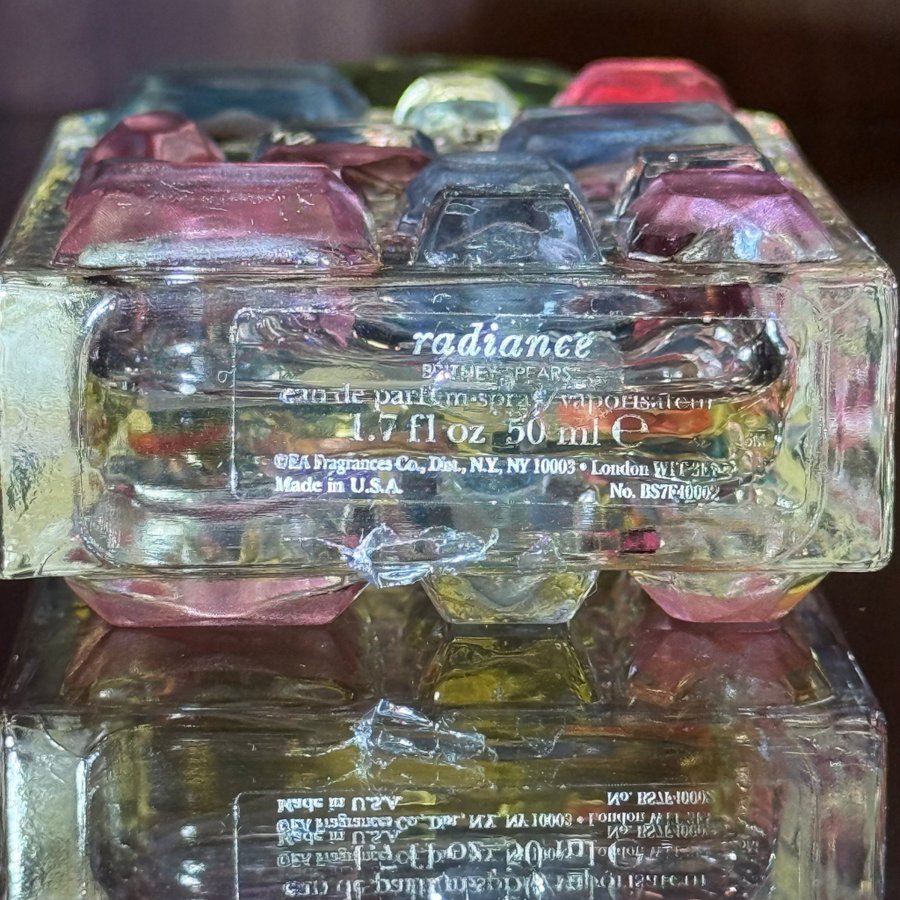 radiance
BRITNEY SPEARS
eau de parfum spray/vaporisateur
1.7 fl oz 50 ml ℮
©EA Fragrances Co., Dist., N.Y., NY 10003 • London W1T
Made in U.S.A.
No. BS7F40002